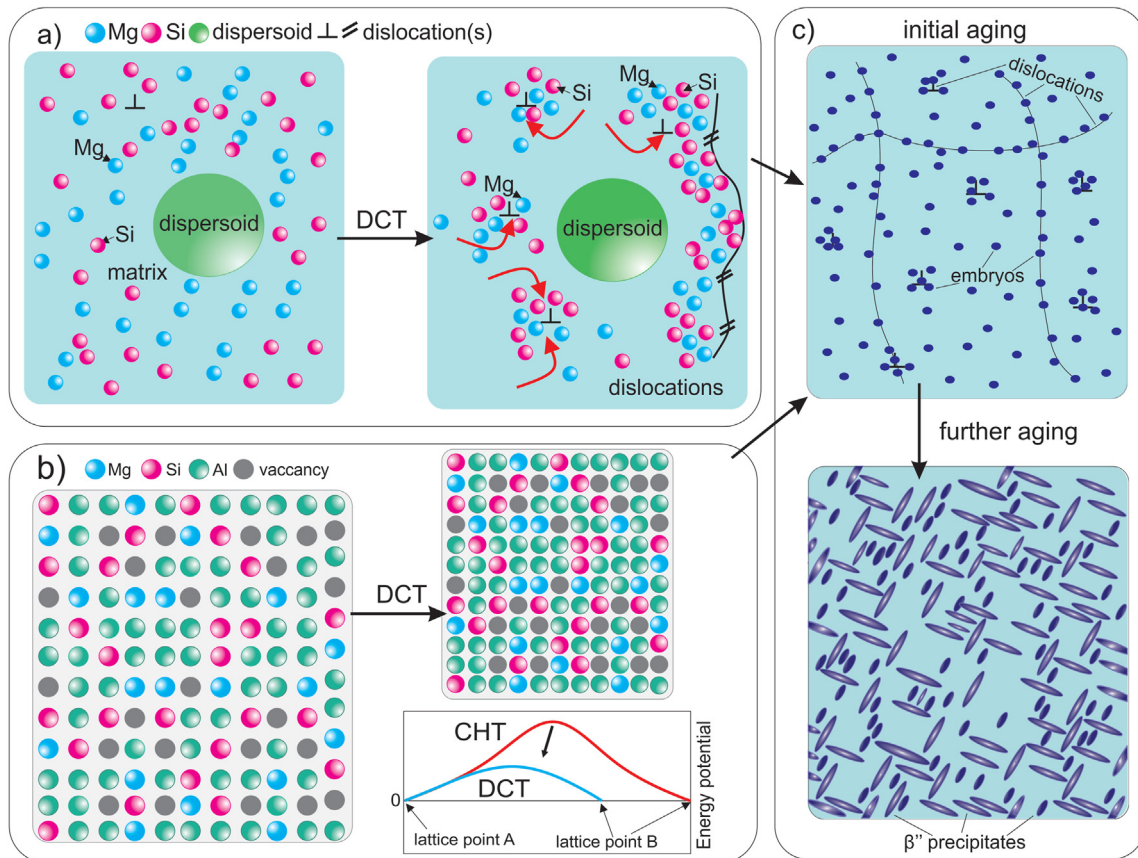 a) Mg Si dispersoid dislocation(s)
Mg
Si
dispersoid
matrix
DCT
Mg
Si
Si
Mg
dispersoid
dislocations
b)
Mg Si Al vaccancy
DCT
CHT
DCT
0
lattice point A
lattice point B
Energy potential
c)
initial aging
dislocations
embryos
further aging
β'' precipitates